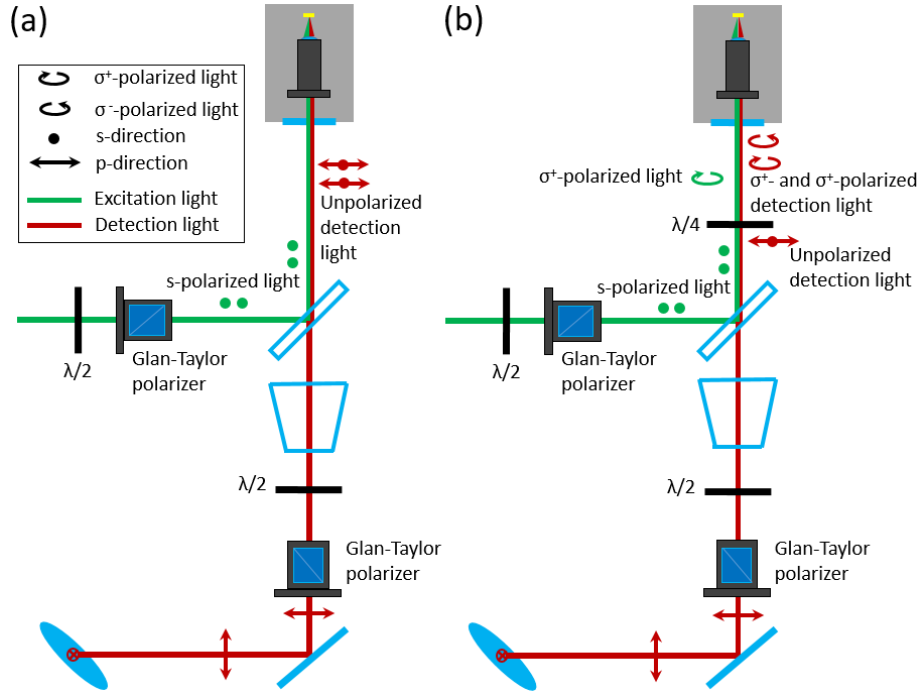 (a)
σ⁺-polarized light
σ⁻-polarized light
s-direction
p-direction
Excitation light
Detection light
Unpolarized
detection
light
s-polarized light
λ/2
Glan-Taylor
polarizer
λ/2
Glan-Taylor
polarizer
(b)
σ⁺-polarized light
σ⁺- and σ⁺-polarized
detection light
λ/4
Unpolarized
detection light
s-polarized light
λ/2
Glan-Taylor
polarizer
λ/2
Glan-Taylor
polarizer